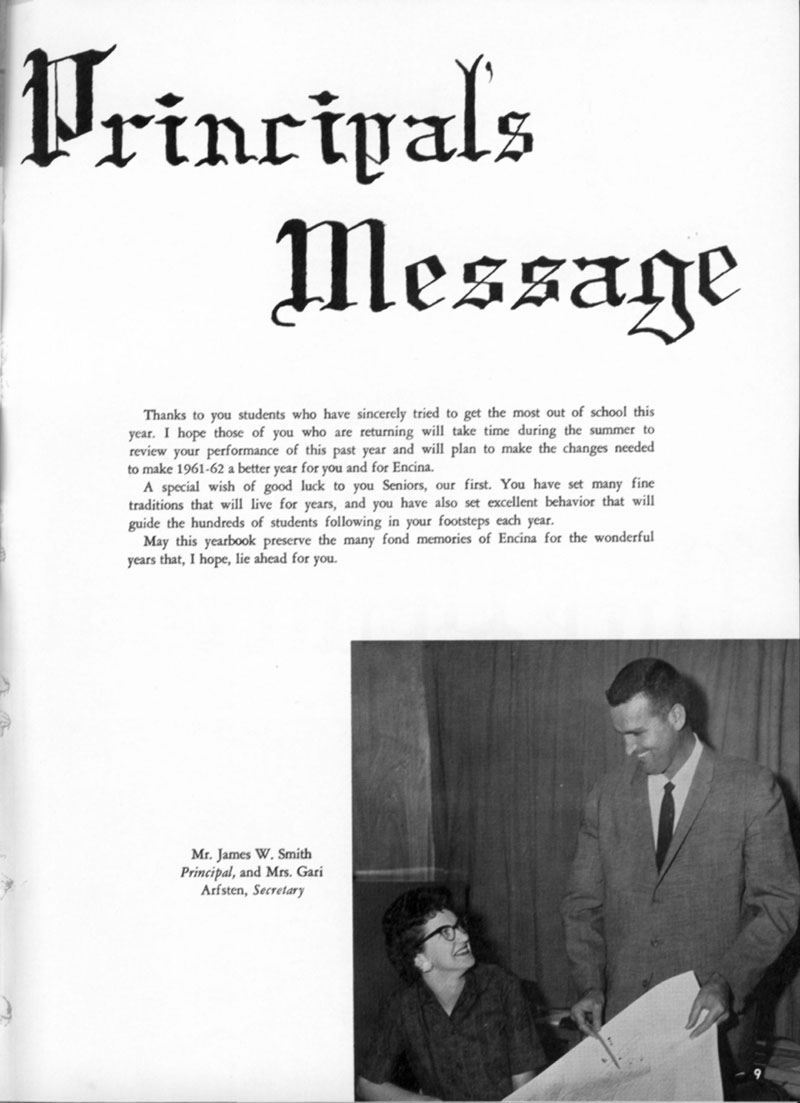 Principal's
Message
Thanks to you students who have sincerely tried to get the most out of school this
year. I hope those of you who are returning will take time during the summer to
review your performance of this past year and will plan to make the changes needed
to make 1961-62 a better year for you and for Encina.
A special wish of good luck to you Seniors, our first. You have set many fine
traditions that will live for years, and you have also set excellent behavior that will
guide the hundreds of students following in your footsteps each year.
May this yearbook preserve the many fond memories of Encina for the wonderful
years that, I hope, lie ahead for you.
Mr. James W. Smith
Principal, and Mrs. Gari
Arfsten, Secretary
– 9